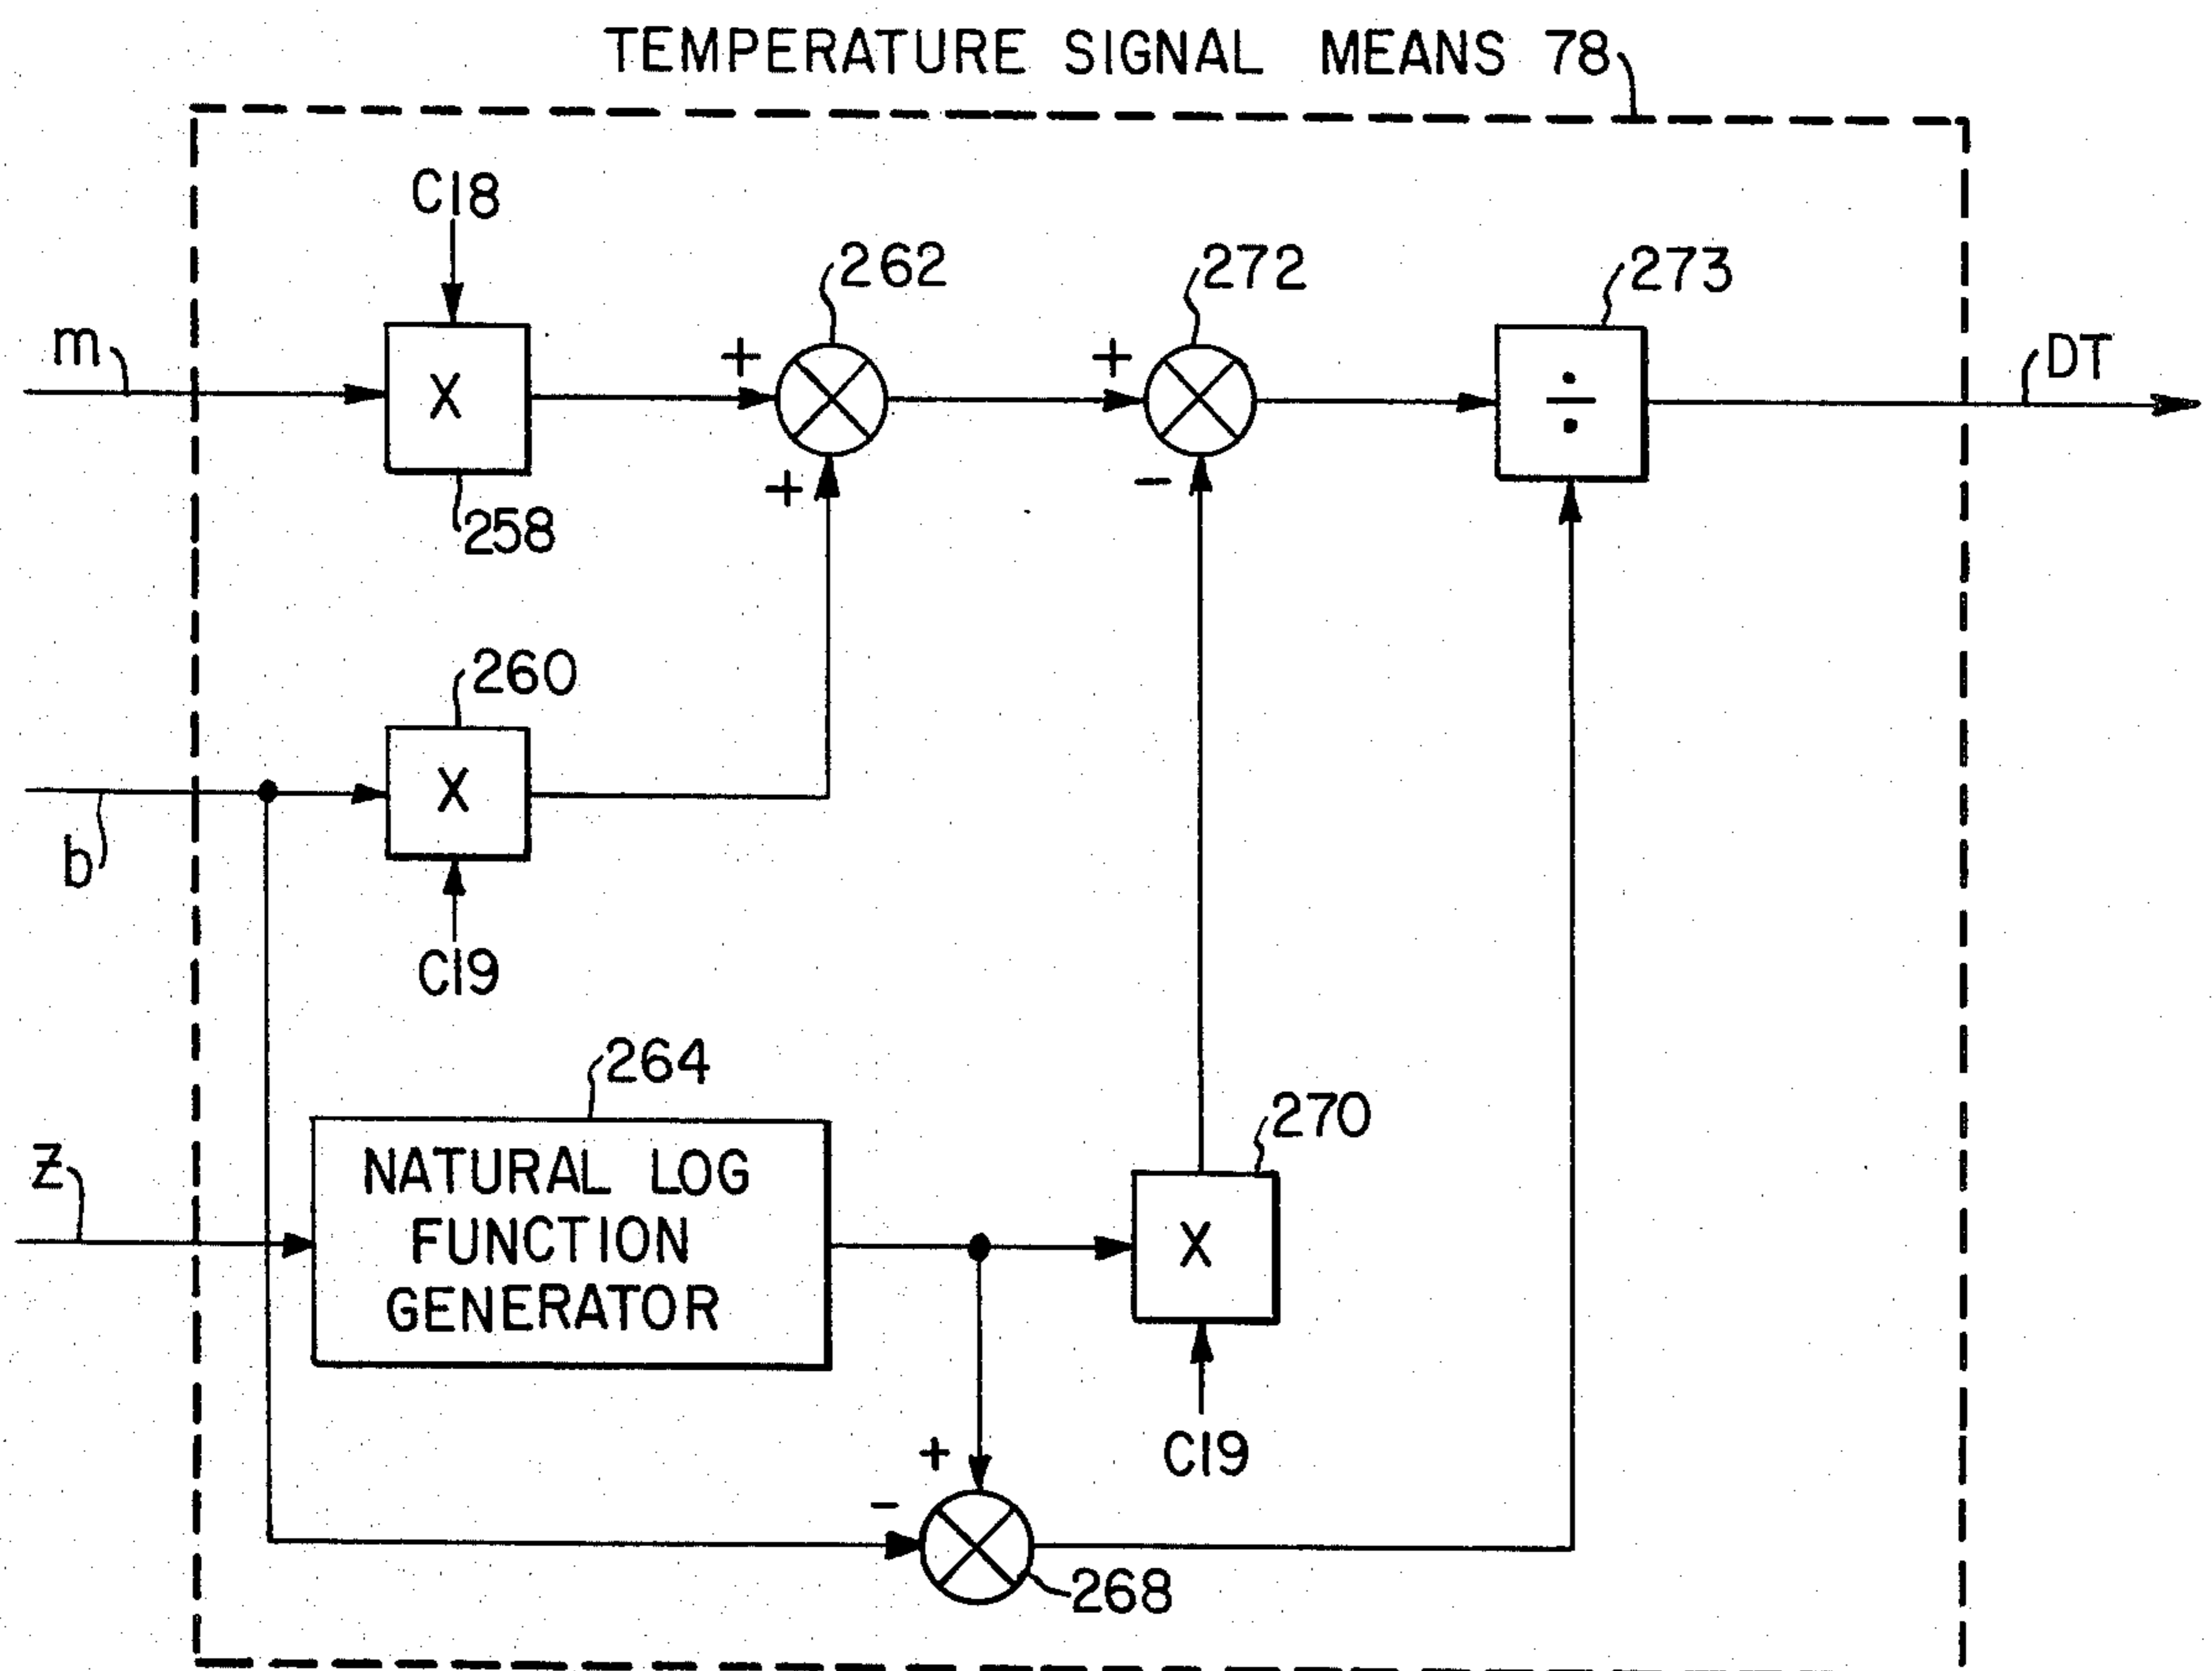 TEMPERATURE SIGNAL MEANS 78
C18
262
272
273
m
X
+
+
÷
DT
+
-
258
260
b
X
C19
264
270
Z
NATURAL LOG
FUNCTION
GENERATOR
X
+
C19
-
268